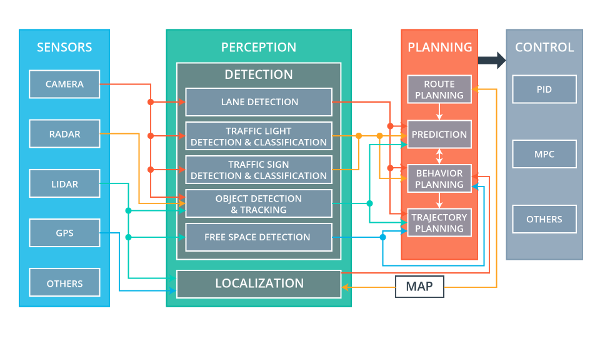 SENSORS
CAMERA
RADAR
LIDAR
GPS
OTHERS
PERCEPTION
DETECTION
LANE DETECTION
TRAFFIC LIGHT
DETECTION & CLASSIFICATION
TRAFFIC SIGN
DETECTION & CLASSIFICATION
OBJECT DETECTION
& TRACKING
FREE SPACE DETECTION
LOCALIZATION
PLANNING
ROUTE
PLANNING
PREDICTION
BEHAVIOR
PLANNING
TRAJECTORY
PLANNING
MAP
CONTROL
PID
MPC
OTHERS